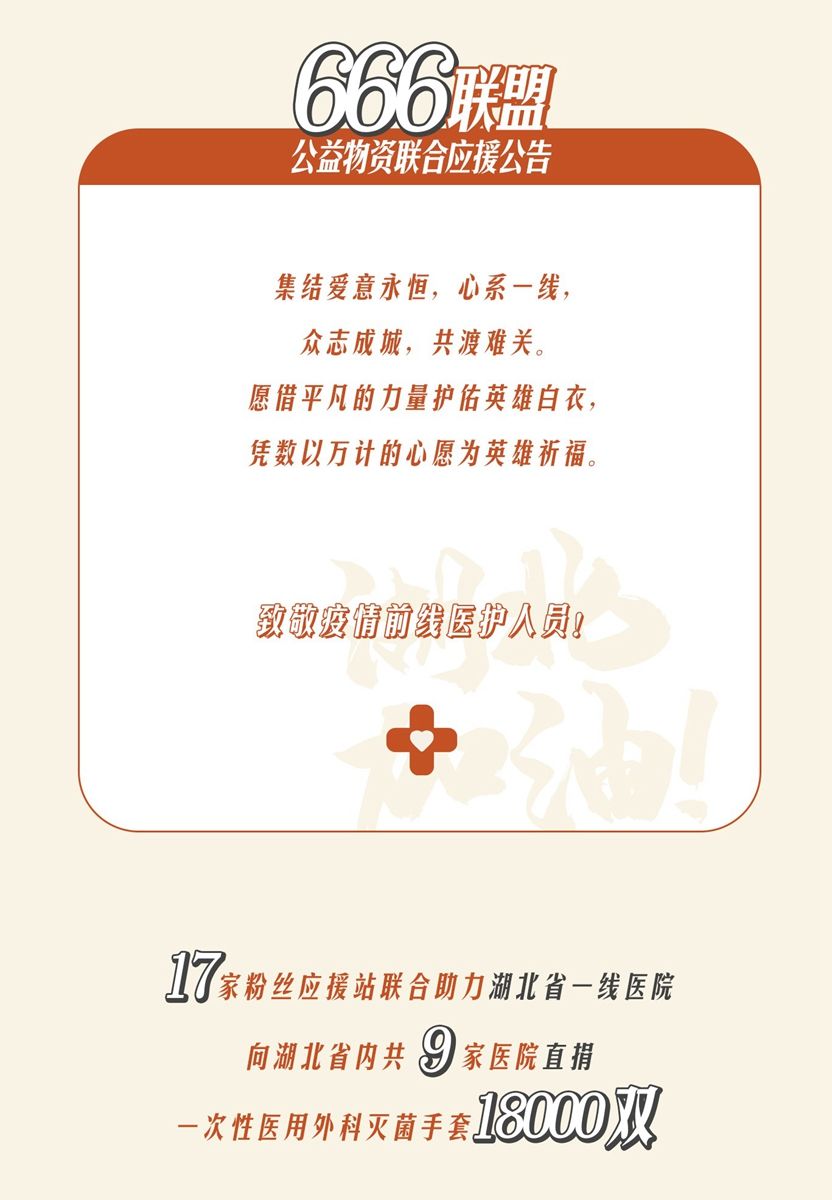 666联盟
公益物资联合应援公告
集结爱意永恒，心系一线，
众志成城，共渡难关。
愿借平凡的力量护佑英雄白衣，
凭数以万计的心愿为英雄祈福。
湖北
致敬疫情前线医护人员！
加油！
17家粉丝应援站联合助力湖北省一线医院
向湖北省内共9家医院直捐
一次性医用外科灭菌手套18000双